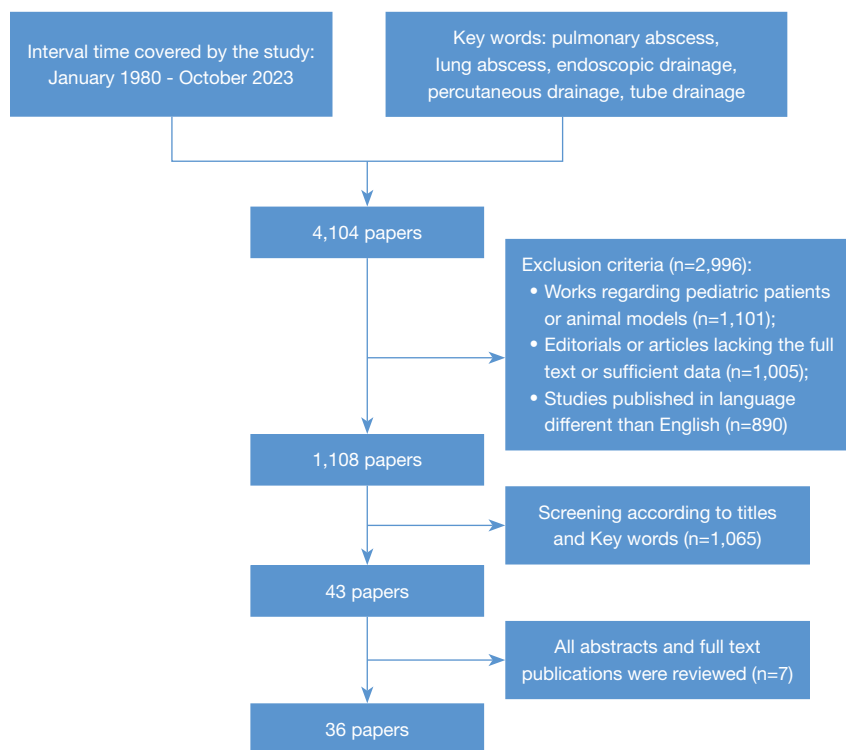 Interval time covered by the study:
January 1980 - October 2023
Key words: pulmonary abscess,
lung abscess, endoscopic drainage,
percutaneous drainage, tube drainage
4,104 papers
Exclusion criteria (n=2,996):
• Works regarding pediatric patients
or animal models (n=1,101);
• Editorials or articles lacking the full
text or sufficient data (n=1,005);
• Studies published in language
different than English (n=890)
1,108 papers
Screening according to titles
and Key words (n=1,065)
43 papers
All abstracts and full text
publications were reviewed (n=7)
36 papers